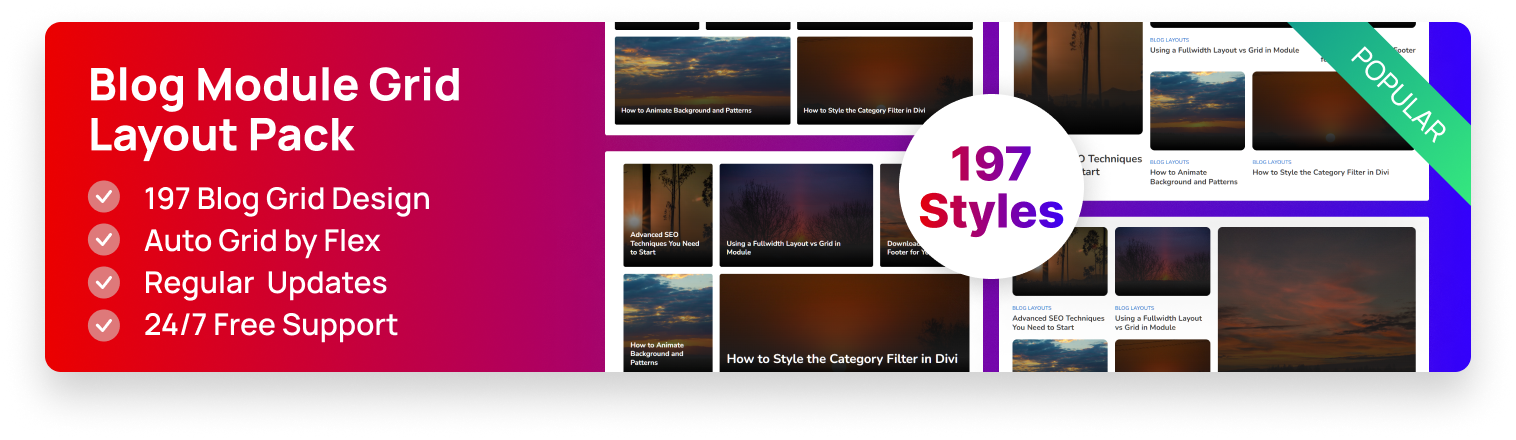 Blog Module Grid
Layout Pack
197 Blog Grid Design
Auto Grid by Flex
Regular Updates
24/7 Free Support
How to Animate Background and Patterns
How to Style the Category Filter in Divi
Advanced SEO
Techniques You Need
to Start
Using a Fullwidth Layout vs Grid in
Module
Download
Footer for
How to Animate
Background and
Patterns
How to Style the Category Filter in Divi
197
Styles
BLOG LAYOUTS
Using a Fullwidth Layout vs Grid in Module
Footer
Techniques
BLOG LAYOUTS
How to Animate
Background and Patterns
BLOG LAYOUTS
How to Style the Category Filter in Divi
POPULAR
BLOG LAYOUTS
Advanced SEO Techniques
You Need to Start
BLOG LAYOUTS
Using a Fullwidth Layout
vs Grid in Module